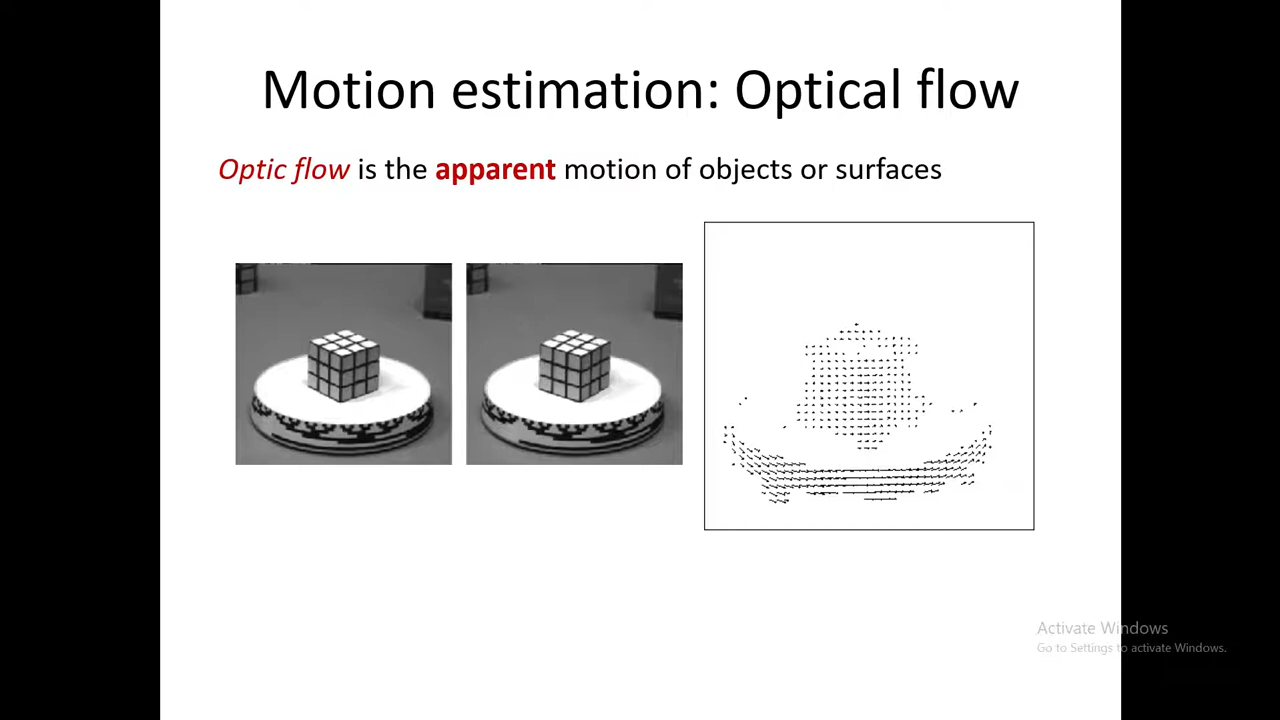 Motion estimation: Optical flow
Optic flow is the apparent motion of objects or surfaces
Activate Windows
Go to Settings to activate Windows.